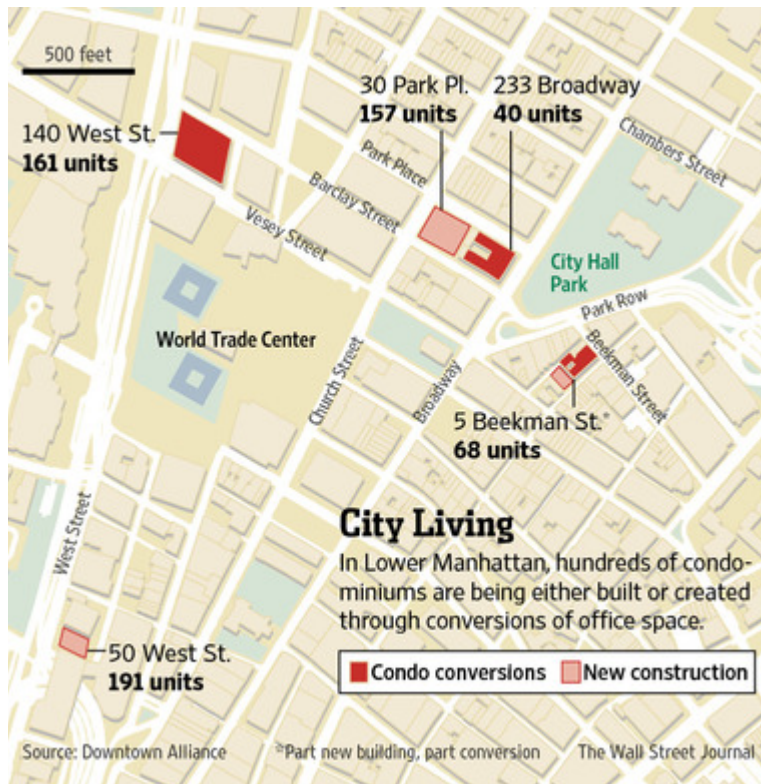 500 feet
140 West St.
161 units
30 Park Pl.
157 units
233 Broadway
40 units
Chambers Street
Park Place
Barclay Street
Vesey Street
City Hall
Park
Park Row
World Trade Center
Church Street
Broadway
Beekman Street
5 Beekman St.*
68 units
West Street
50 West St.
191 units
City Living
In Lower Manhattan, hundreds of condo-
miniums are being either built or created
through conversions of office space.
Condo conversions
New construction
Source: Downtown Alliance
*Part new building, part conversion
The Wall Street Journal